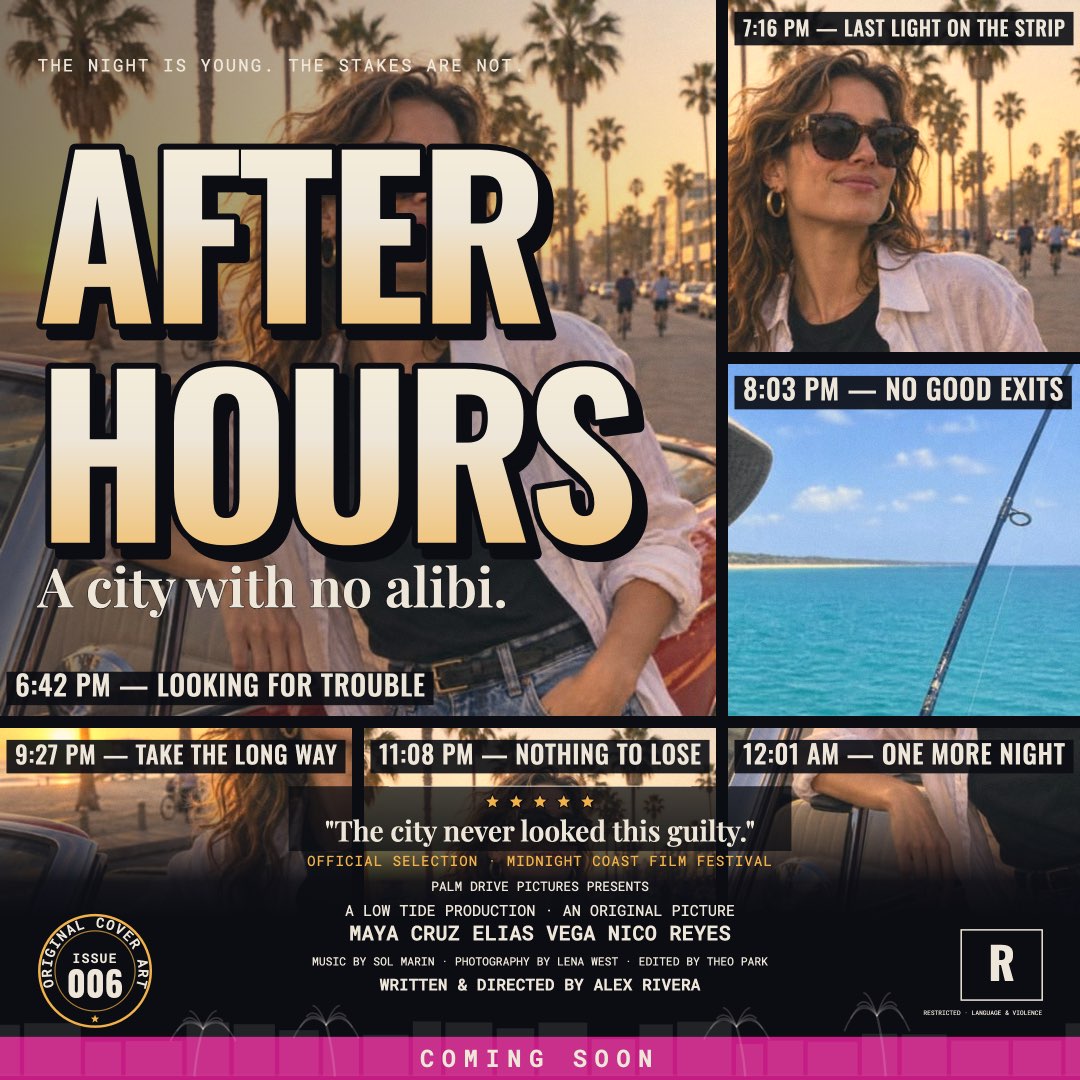 THE NIGHT IS YOUNG. THE STAKES ARE NOT.
AFTER
HOURS
A city with no alibi.
6:42 PM — LOOKING FOR TROUBLE
7:16 PM — LAST LIGHT ON THE STRIP
8:03 PM — NO GOOD EXITS
9:27 PM — TAKE THE LONG WAY
11:08 PM — NOTHING TO LOSE
12:01 AM — ONE MORE NIGHT
★ ★ ★ ★ ★
"The city never looked this guilty."
OFFICIAL SELECTION · MIDNIGHT COAST FILM FESTIVAL
PALM DRIVE PICTURES PRESENTS
A LOW TIDE PRODUCTION · AN ORIGINAL PICTURE
MAYA CRUZ ELIAS VEGA NICO REYES
MUSIC BY SOL MARIN · PHOTOGRAPHY BY LENA WEST · EDITED BY THEO PARK
WRITTEN & DIRECTED BY ALEX RIVERA
ORIGINAL COVER ART
ISSUE
006
R
RESTRICTED · LANGUAGE & VIOLENCE
COMING SOON